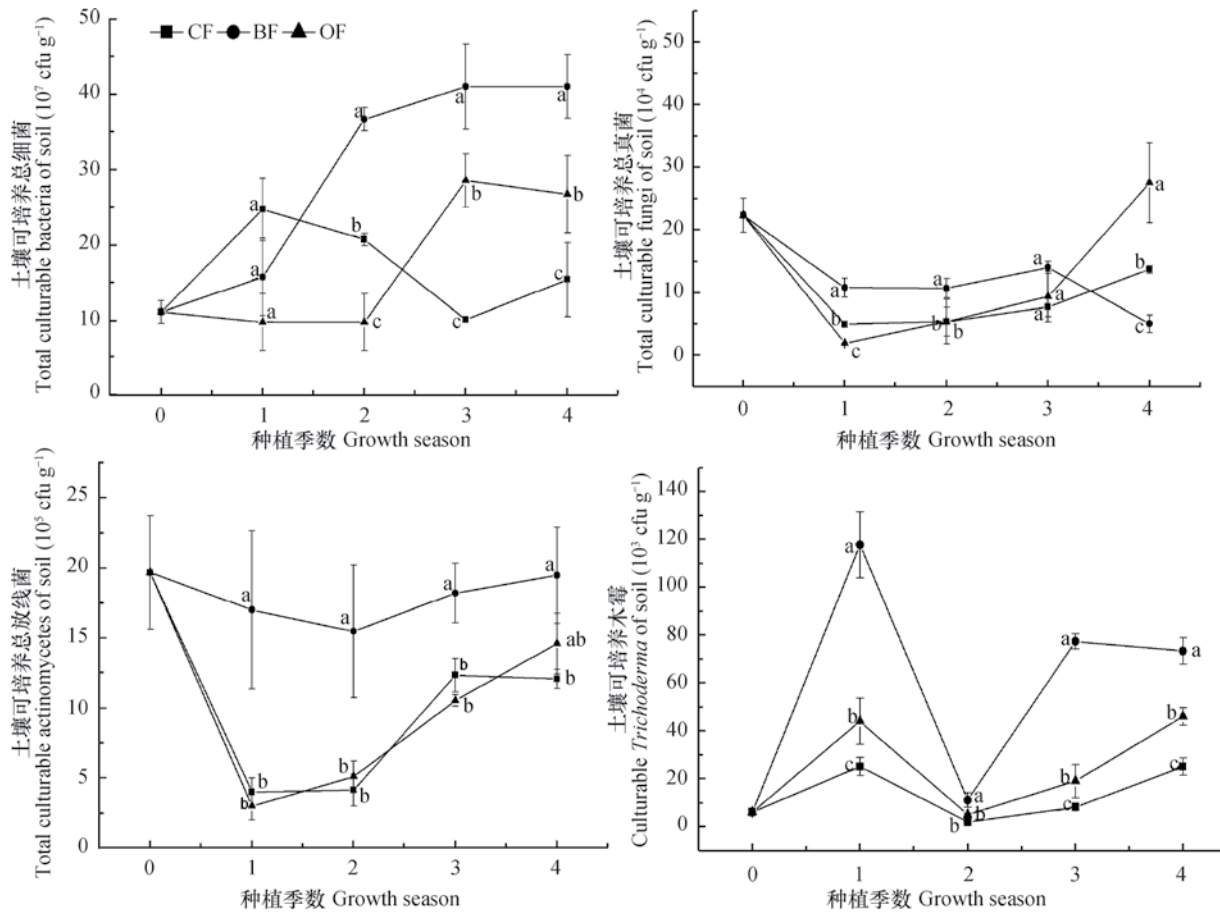 CF BF OF
土壤可培养总细菌
Total culturable bacteria of soil (10⁷ cfu g⁻¹)
50
40
30
20
10
0
a
a
a
a
a
a
b
c
c
b
b
c
0 1 2 3 4
种植季数 Growth season
土壤可培养总真菌
Total culturable fungi of soil (10⁴ cfu g⁻¹)
50
40
30
20
10
0
a
b
c
a
b
b
a
a
a
a
b
c
0 1 2 3 4
种植季数 Growth season
土壤可培养总放线菌
Total culturable actinomycetes of soil (10⁵ cfu g⁻¹)
25
20
15
10
5
0
a
b
b
a
b
b
a
b
b
a
ab
b
0 1 2 3 4
种植季数 Growth season
土壤可培养木霉
Culturable Trichoderma of soil (10³ cfu g⁻¹)
140
120
100
80
60
40
20
0
a
b
c
a
b
b
a
b
c
a
b
c
0 1 2 3 4
种植季数 Growth season